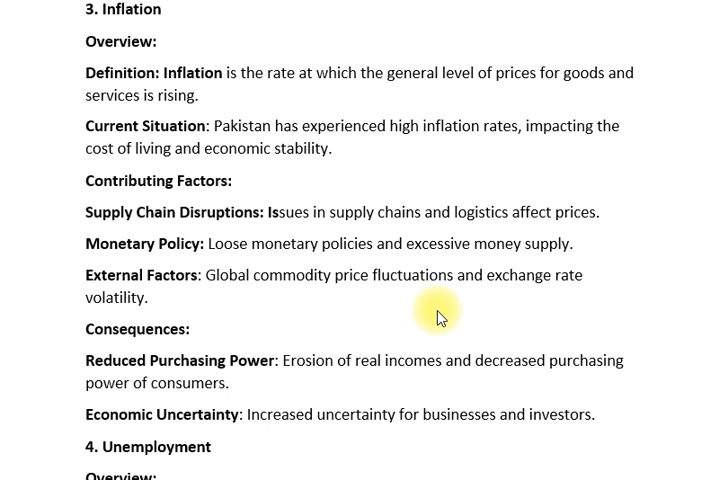 3. Inflation
Overview:
Definition: Inflation is the rate at which the general level of prices for goods and
services is rising.
Current Situation: Pakistan has experienced high inflation rates, impacting the
cost of living and economic stability.
Contributing Factors:
Supply Chain Disruptions: Issues in supply chains and logistics affect prices.
Monetary Policy: Loose monetary policies and excessive money supply.
External Factors: Global commodity price fluctuations and exchange rate
volatility.
Consequences:
Reduced Purchasing Power: Erosion of real incomes and decreased purchasing
power of consumers.
Economic Uncertainty: Increased uncertainty for businesses and investors.
4. Unemployment
Overview: